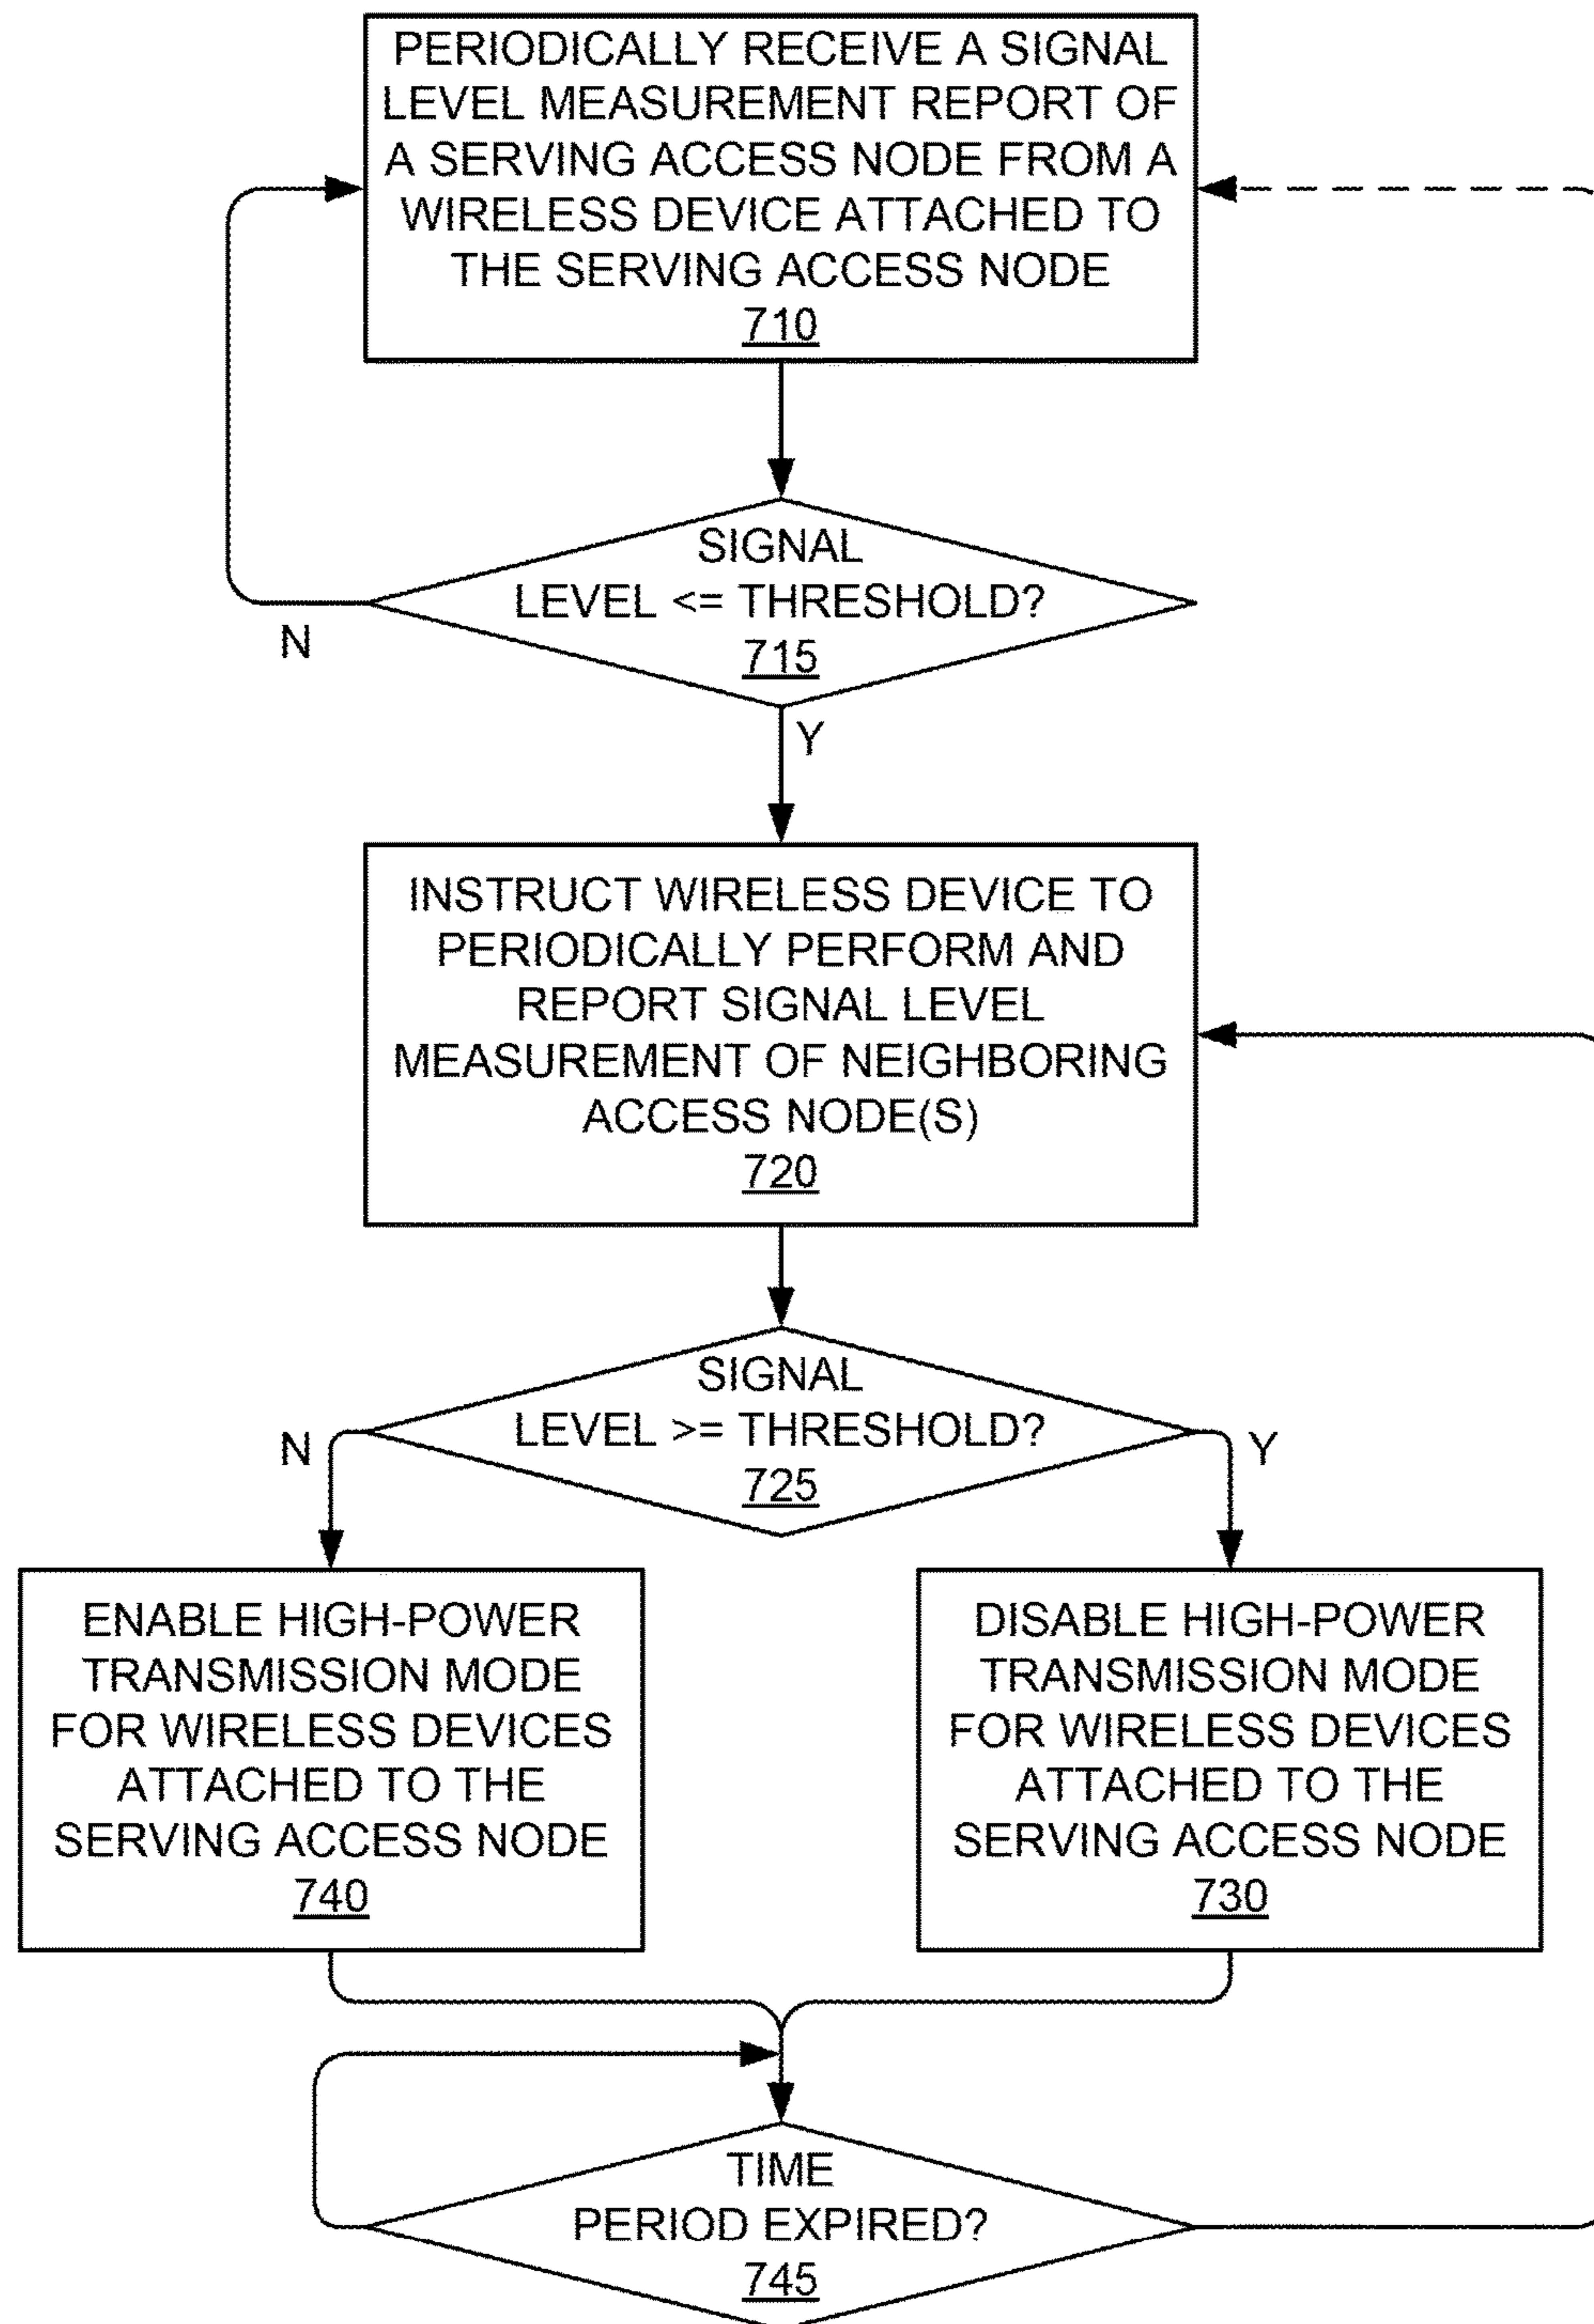 PERIODICALLY RECEIVE A SIGNAL
LEVEL MEASUREMENT REPORT OF
A SERVING ACCESS NODE FROM A
WIRELESS DEVICE ATTACHED TO
THE SERVING ACCESS NODE
710
SIGNAL
LEVEL <= THRESHOLD?
715
N
Y
INSTRUCT WIRELESS DEVICE TO
PERIODICALLY PERFORM AND
REPORT SIGNAL LEVEL
MEASUREMENT OF NEIGHBORING
ACCESS NODE(S)
720
SIGNAL
LEVEL >= THRESHOLD?
725
N
Y
ENABLE HIGH-POWER
TRANSMISSION MODE
FOR WIRELESS DEVICES
ATTACHED TO THE
SERVING ACCESS NODE
740
DISABLE HIGH-POWER
TRANSMISSION MODE
FOR WIRELESS DEVICES
ATTACHED TO THE
SERVING ACCESS NODE
730
TIME
PERIOD EXPIRED?
745